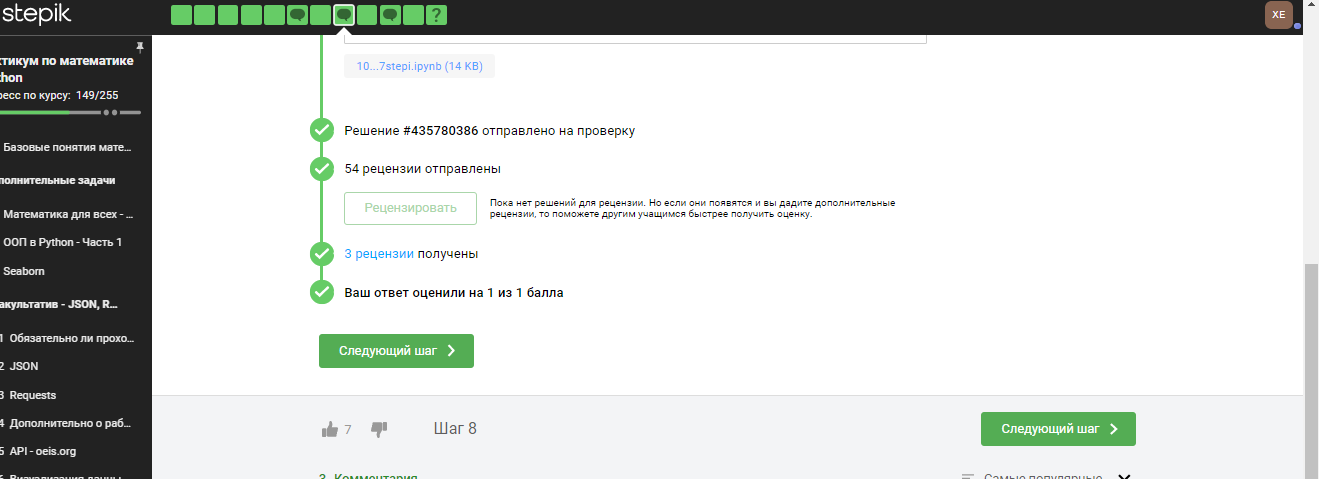 stepik
?
XE
ктикум по математике
thon
ресс по курсу: 149/255
Базовые понятия мате...
полнительные задачи
Математика для всех - ...
ООП в Python - Часть 1
Seaborn
акультатив - JSON, R...
1 Обязательно ли прохо...
2 JSON
3 Requests
4 Дополнительно о раб...
5 API - oeis.org
6 Визуализация данны...
10...7stepi.ipynb (14 KB)
Решение #435780386 отправлено на проверку
54 рецензии отправлены
Рецензировать
Пока нет решений для рецензии. Но если они появятся и вы дадите дополнительные
рецензии, то поможете другим учащимся быстрее получить оценку.
3 рецензии получены
Ваш ответ оценили на 1 из 1 балла
Следующий шаг
7
Шаг 8
Следующий шаг
3 Комментария
Самые популярные